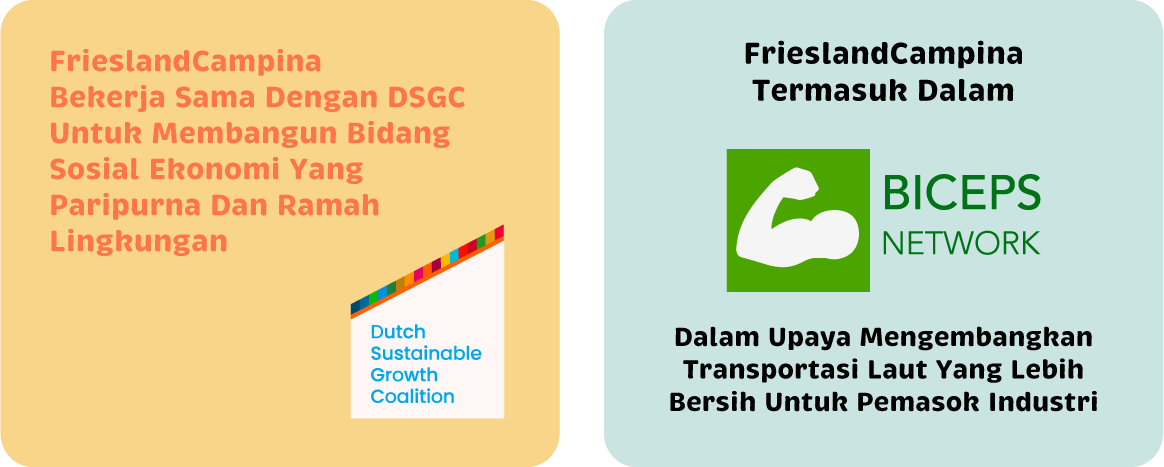 FrieslandCampina
Bekerja Sama Dengan DSGC
Untuk Membangun Bidang
Sosial Ekonomi Yang
Paripurna Dan Ramah
Lingkungan
Dutch
Sustainable
Growth
Coalition
FrieslandCampina
Termasuk Dalam
BICEPS
NETWORK
Dalam Upaya Mengembangkan
Transportasi Laut Yang Lebih
Bersih Untuk Pemasok Industri